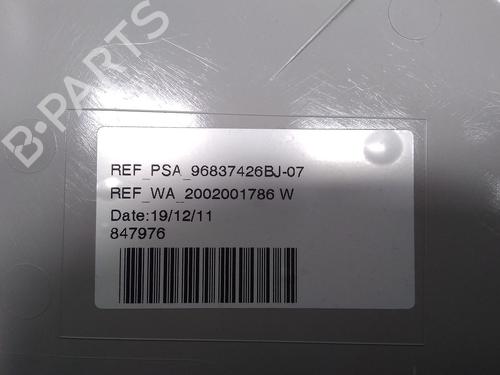 B-PARTS
REF_PSA_96837426BJ-07
REF_WA_2002001786 W
Date:19/12/11
847976